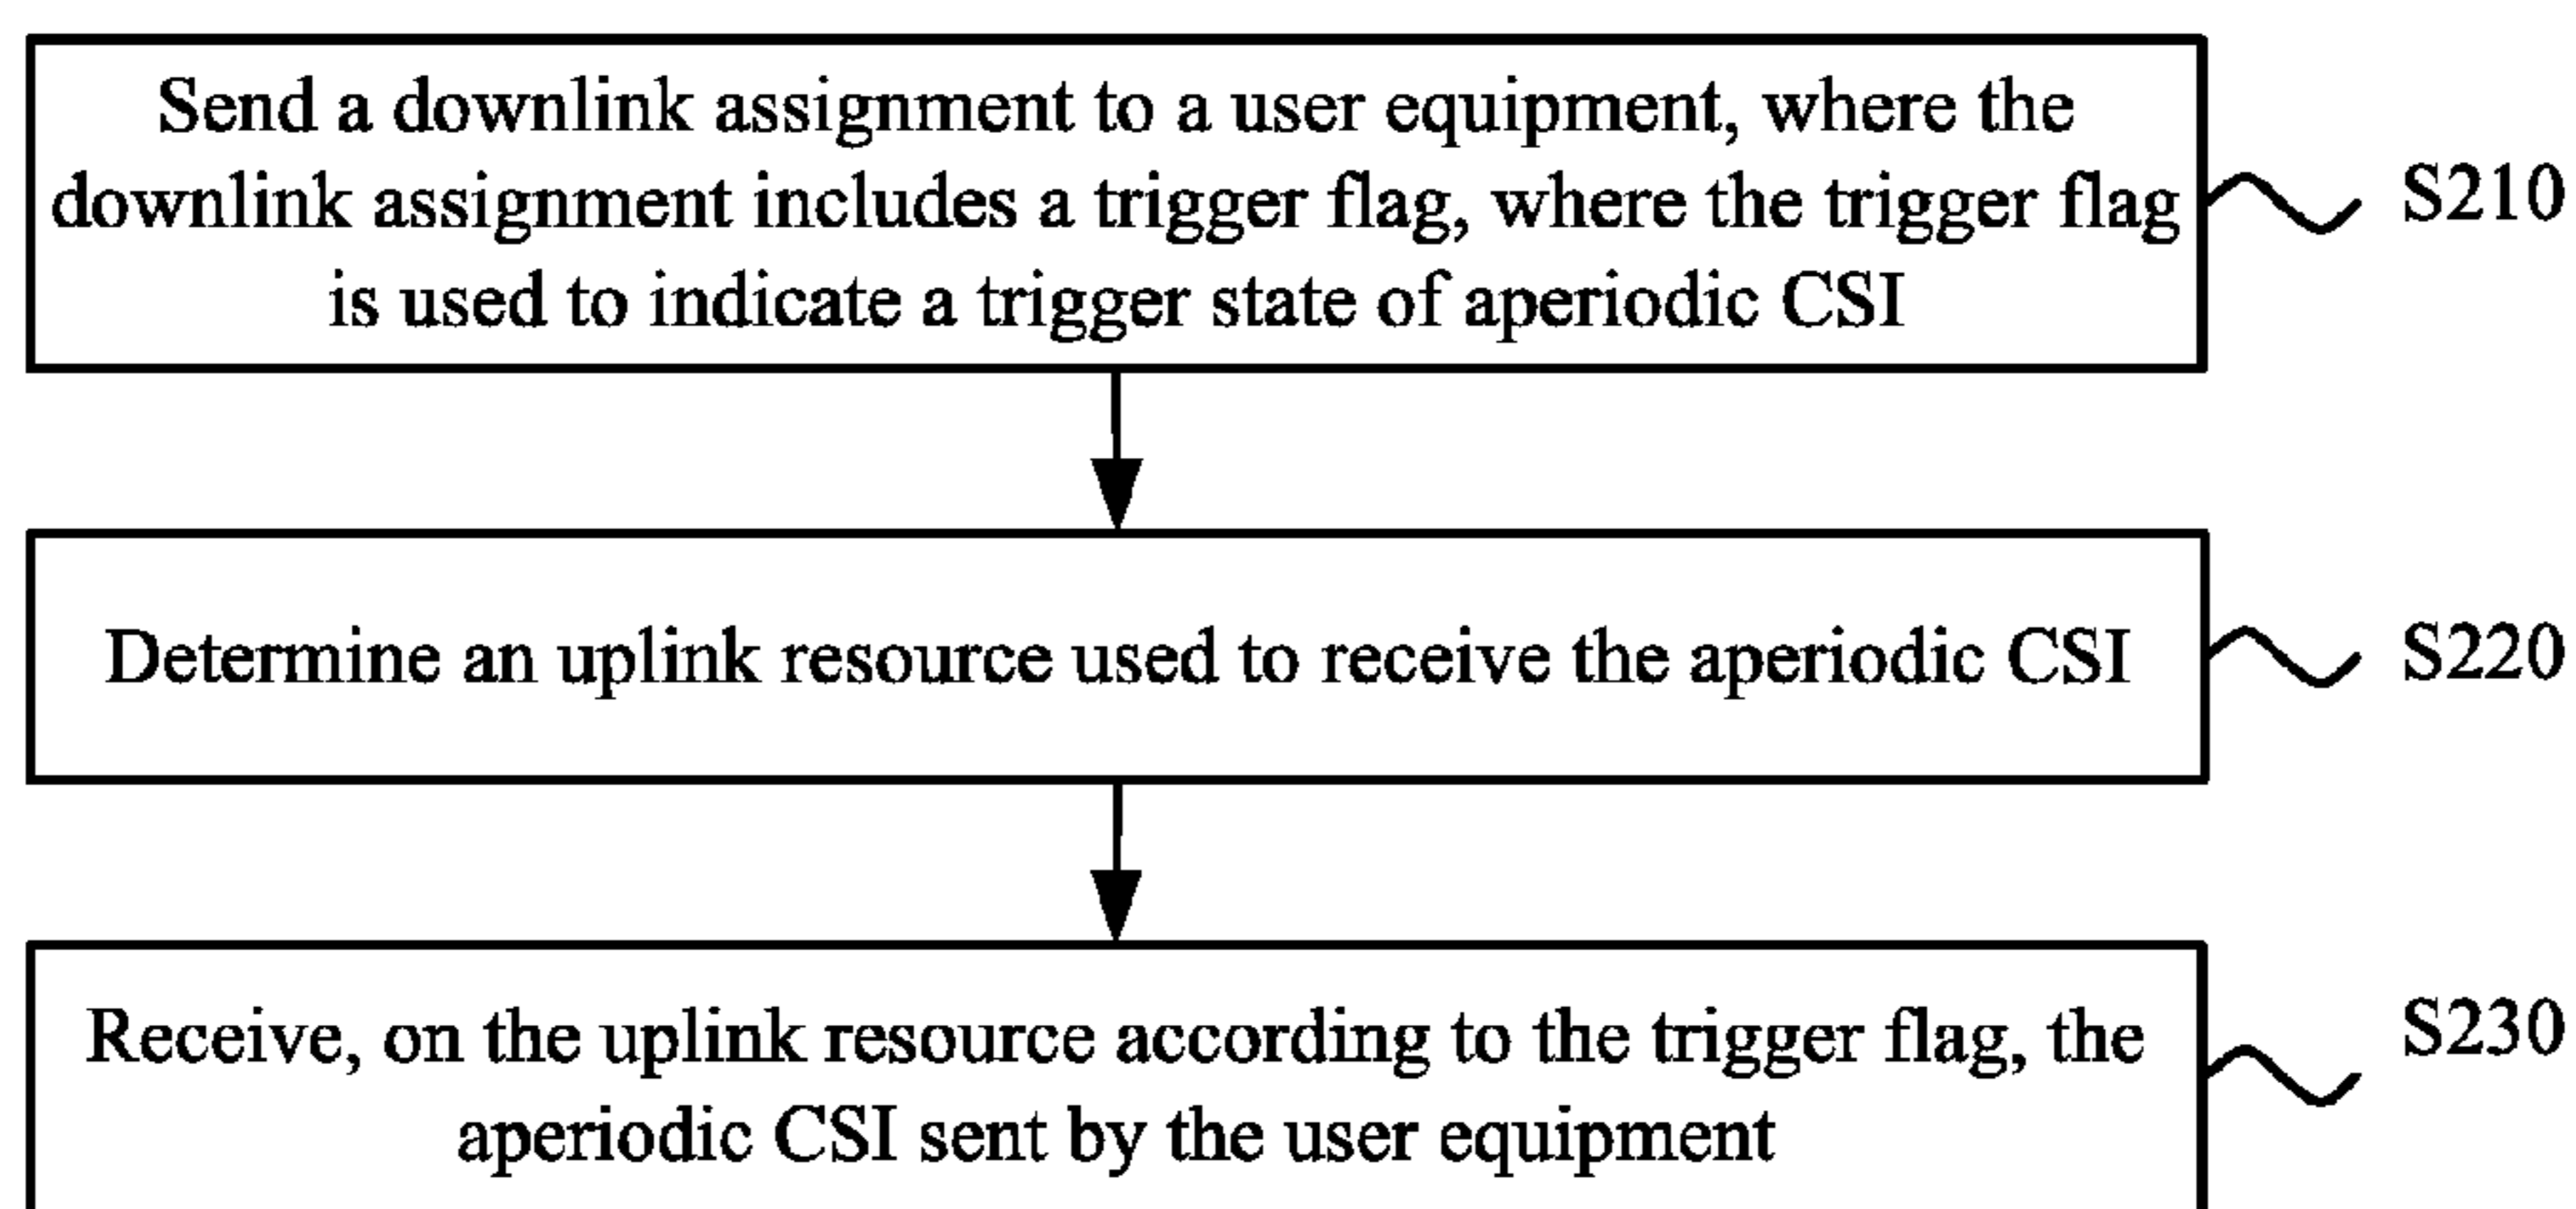 Send a downlink assignment to a user equipment, where the
downlink assignment includes a trigger flag, where the trigger flag
is used to indicate a trigger state of aperiodic CSI
S210
Determine an uplink resource used to receive the aperiodic CSI
S220
Receive, on the uplink resource according to the trigger flag, the
aperiodic CSI sent by the user equipment
S230